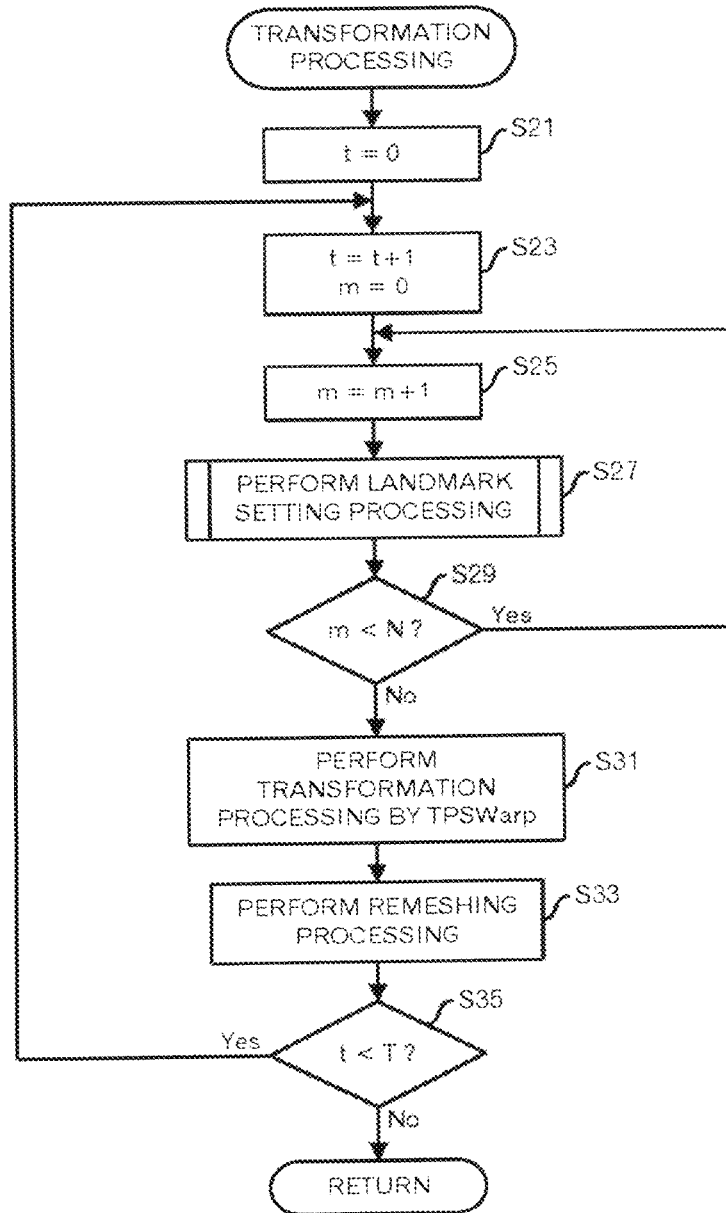 TRANSFORMATION
PROCESSING
S21
t = 0
S23
t = t+1
m = 0
S25
m = m+1
S27
PERFORM LANDMARK
SETTING PROCESSING
S29
m < N?
Yes
No
S31
PERFORM
TRANSFORMATION
PROCESSING BY TPSWarp
S33
PERFORM REMESHING
PROCESSING
S35
Yes
t < T?
No
RETURN